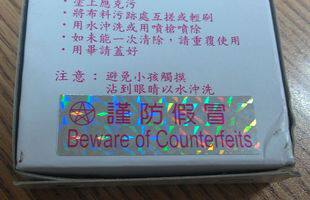 •塗上應克污
•將布料污跡處互搓或輕刷
•用水沖洗或用噴槍噴除
•如未能一次清除，請重覆使用
•用畢請蓋好
注意：避免小孩觸摸
沾到眼睛以水沖洗
謹防假冒
Beware of Counterfeits